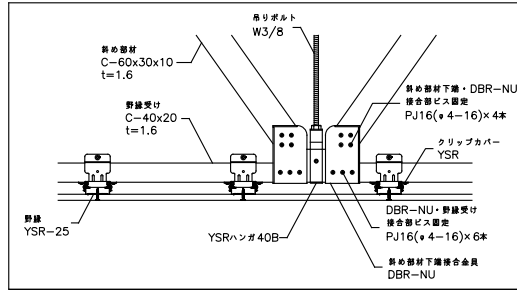 吊りボルト
W3/8
斜め部材
C-60x30x10
t=1.6
野縁受け
C-40x20
t=1.6
斜め部材下端・DBR-NU
接合部ビス固定
PJ16(φ4-16)×4本
クリップカバー
YSR
野縁
YSR-25
YSRハンガ40B
DBR-NU・野縁受け
接合部ビス固定
PJ16(φ4-16)×6本
斜め部材下端接合金具
DBR-NU